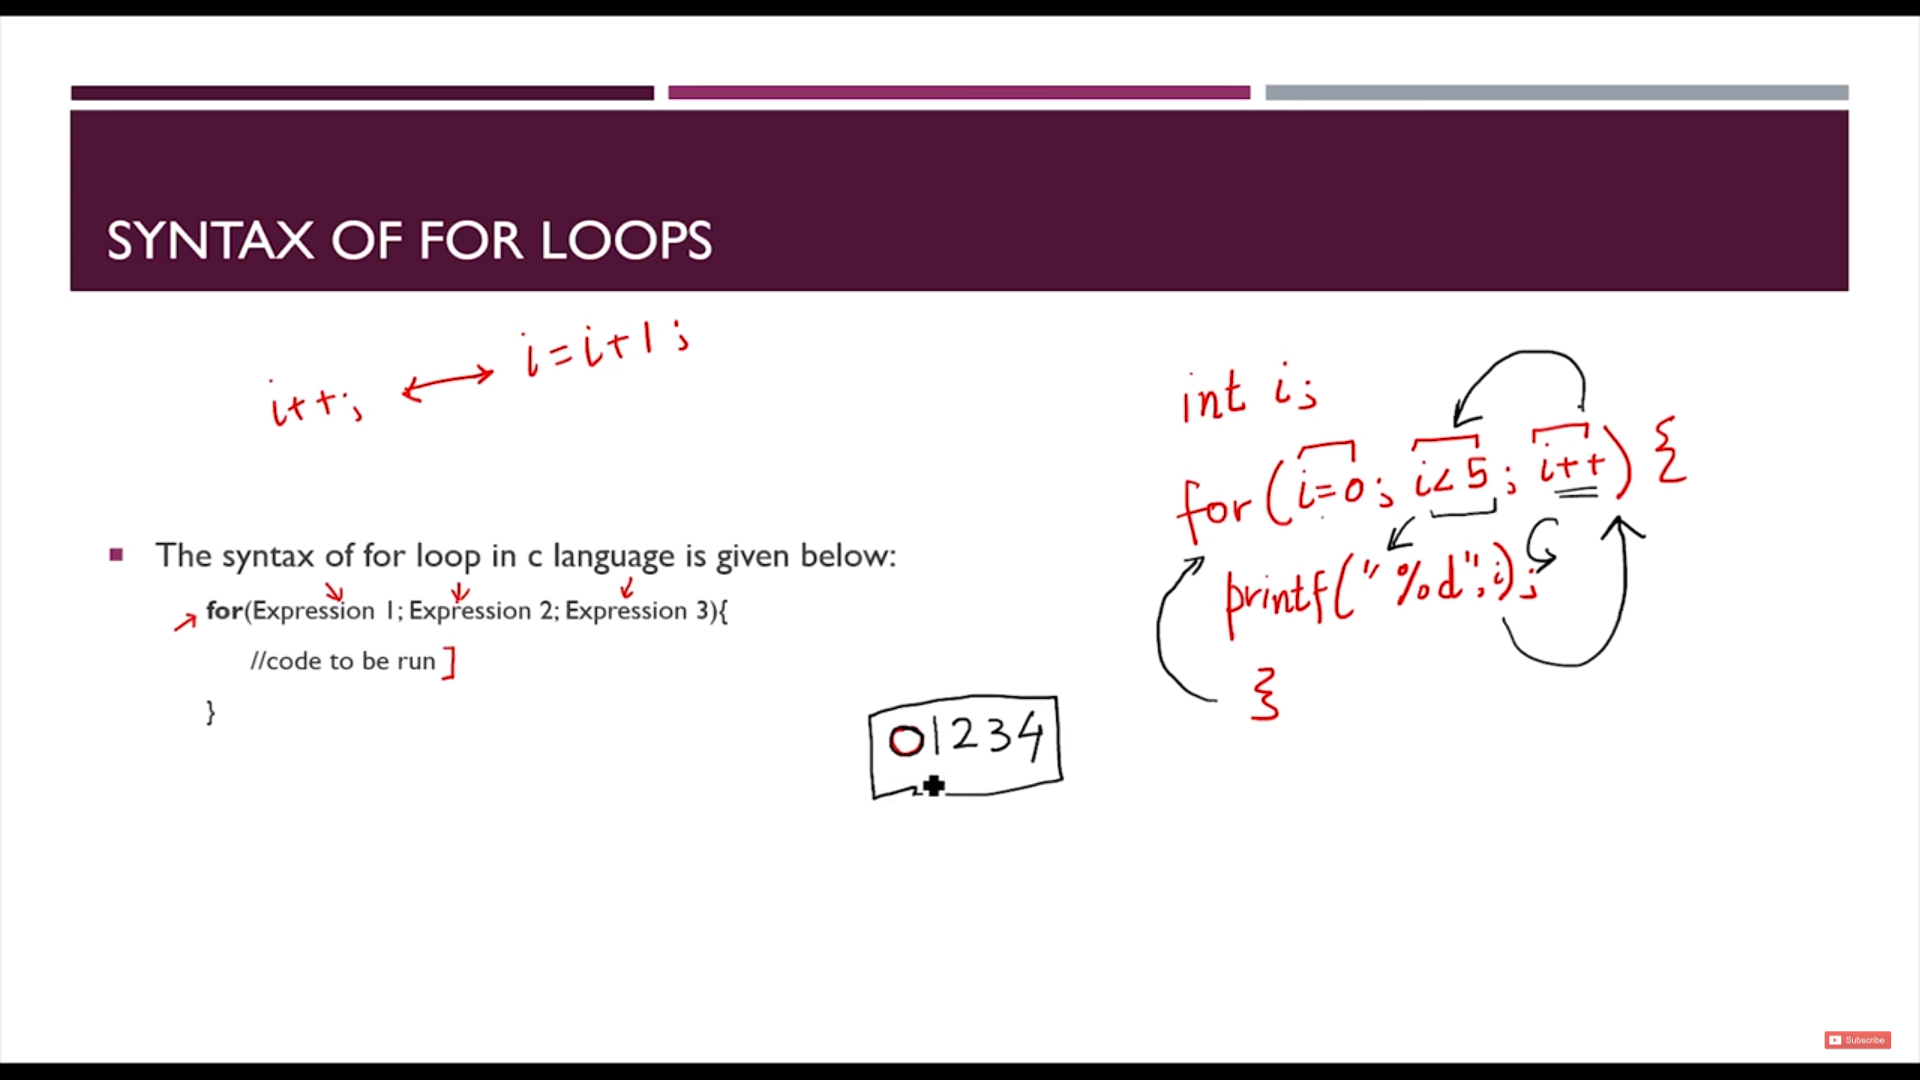 SYNTAX OF FOR LOOPS
i++; ↔ i=i+1;
The syntax of for loop in c language is given below:
for(Expression 1; Expression 2; Expression 3){
//code to be run ]
}
int i;
for(i=0; i<5; i++) {
printf("%d",i);
}
01234
Subscribe